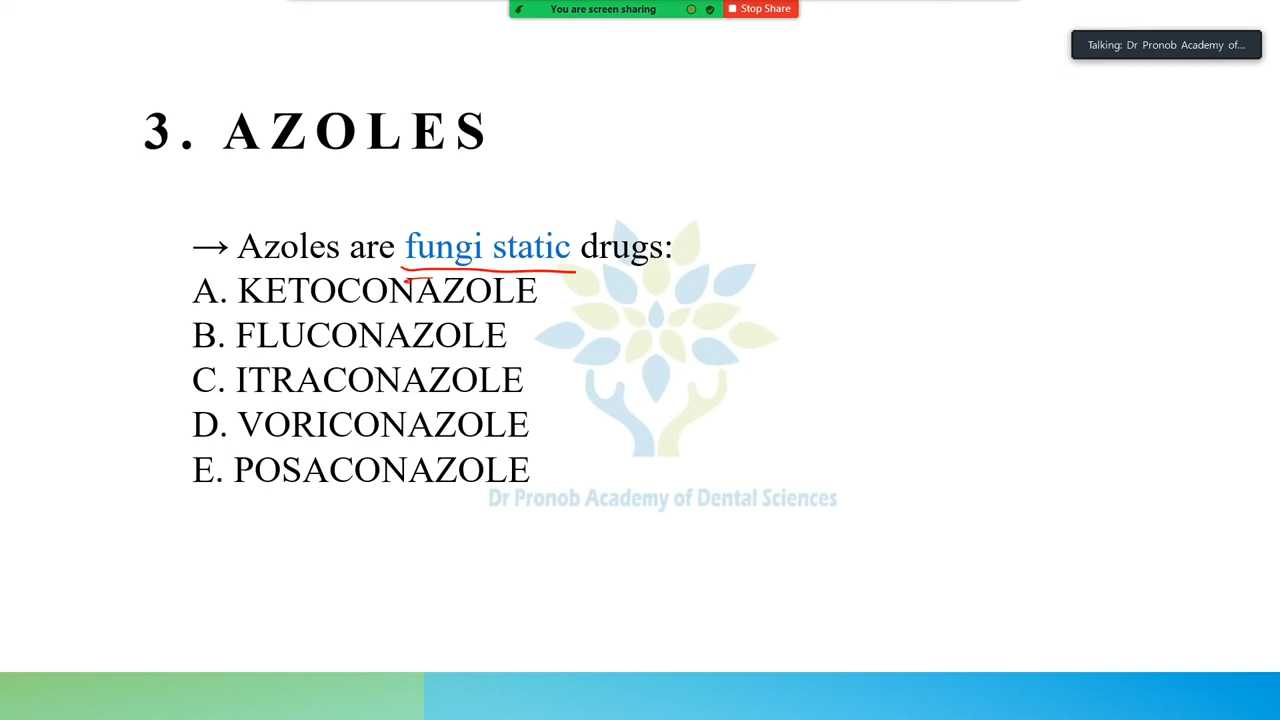 You are screen sharing
Stop Share
Talking: Dr Pronob Academy of...
3. AZOLES
→ Azoles are fungi static drugs:
A. KETOCONAZOLE
B. FLUCONAZOLE
C. ITRACONAZOLE
D. VORICONAZOLE
E. POSACONAZOLE
Dr Pronob Academy of Dental Sciences